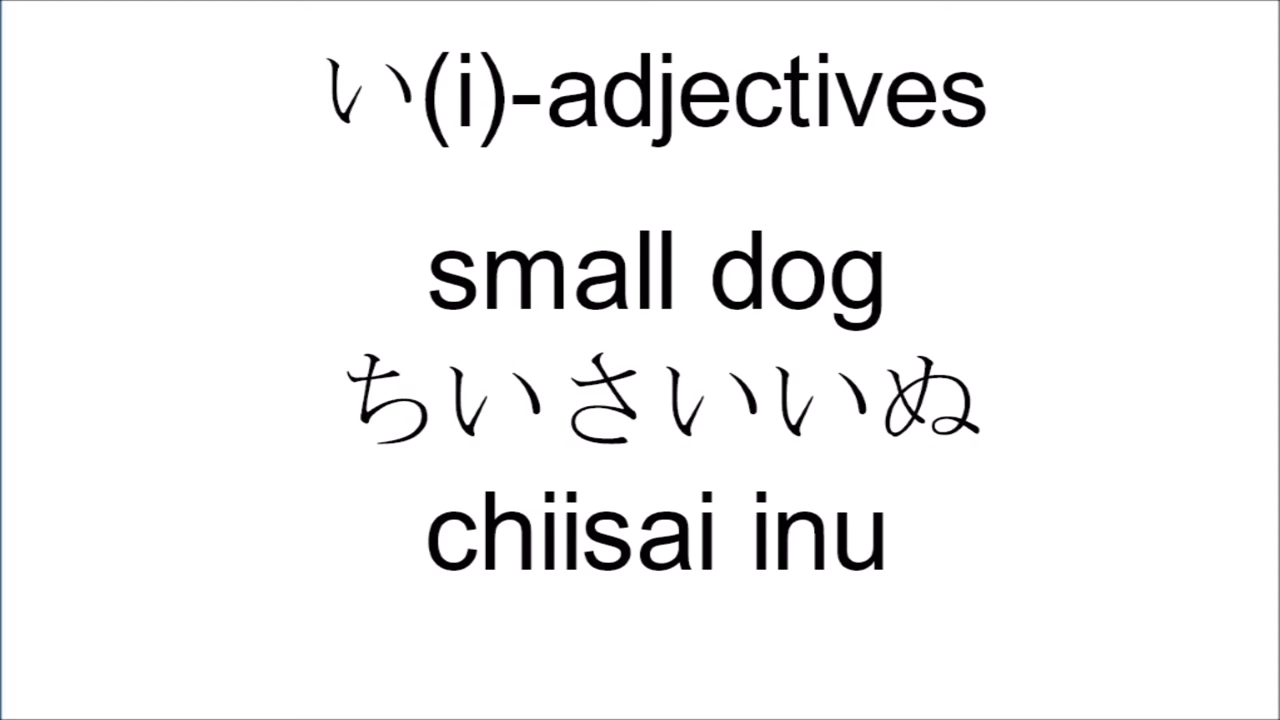 い(i)-adjectives
small dog
ちいさいいぬ
chiisai inu